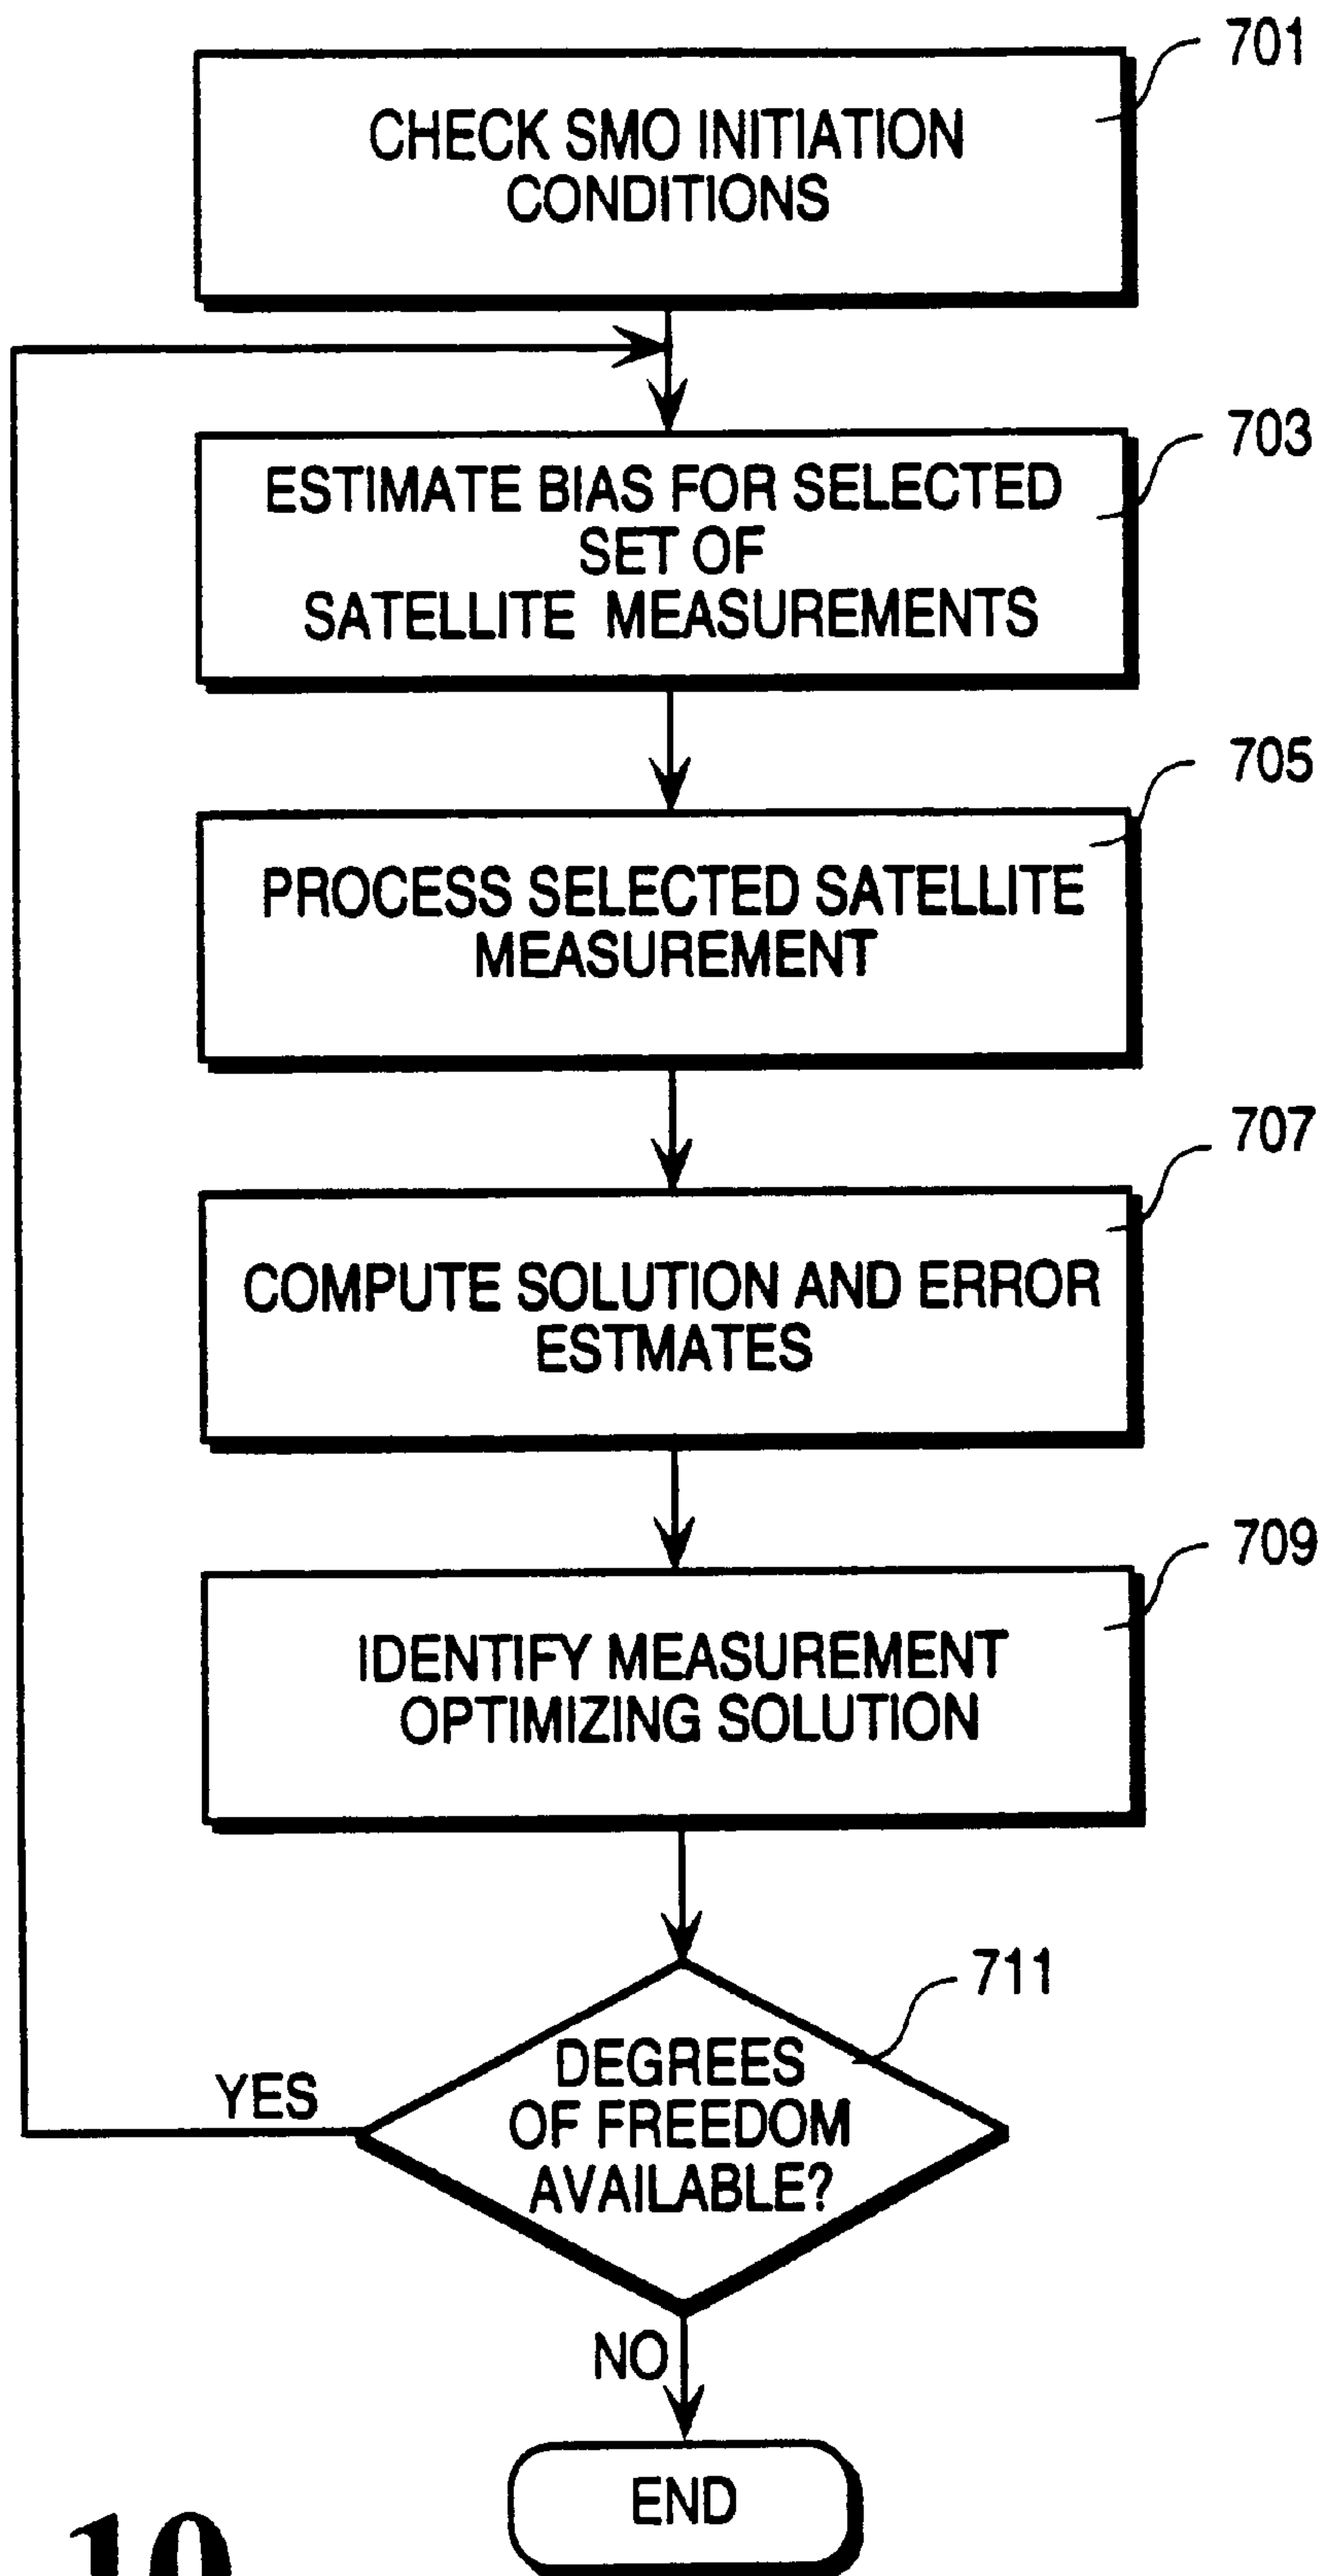 701
CHECK SMO INITIATION
CONDITIONS
703
ESTIMATE BIAS FOR SELECTED
SET OF
SATELLITE MEASUREMENTS
705
PROCESS SELECTED SATELLITE
MEASUREMENT
707
COMPUTE SOLUTION AND ERROR
ESTMATES
709
IDENTIFY MEASUREMENT
OPTIMIZING SOLUTION
711
DEGREES
OF FREEDOM
AVAILABLE?
YES
NO
END
10